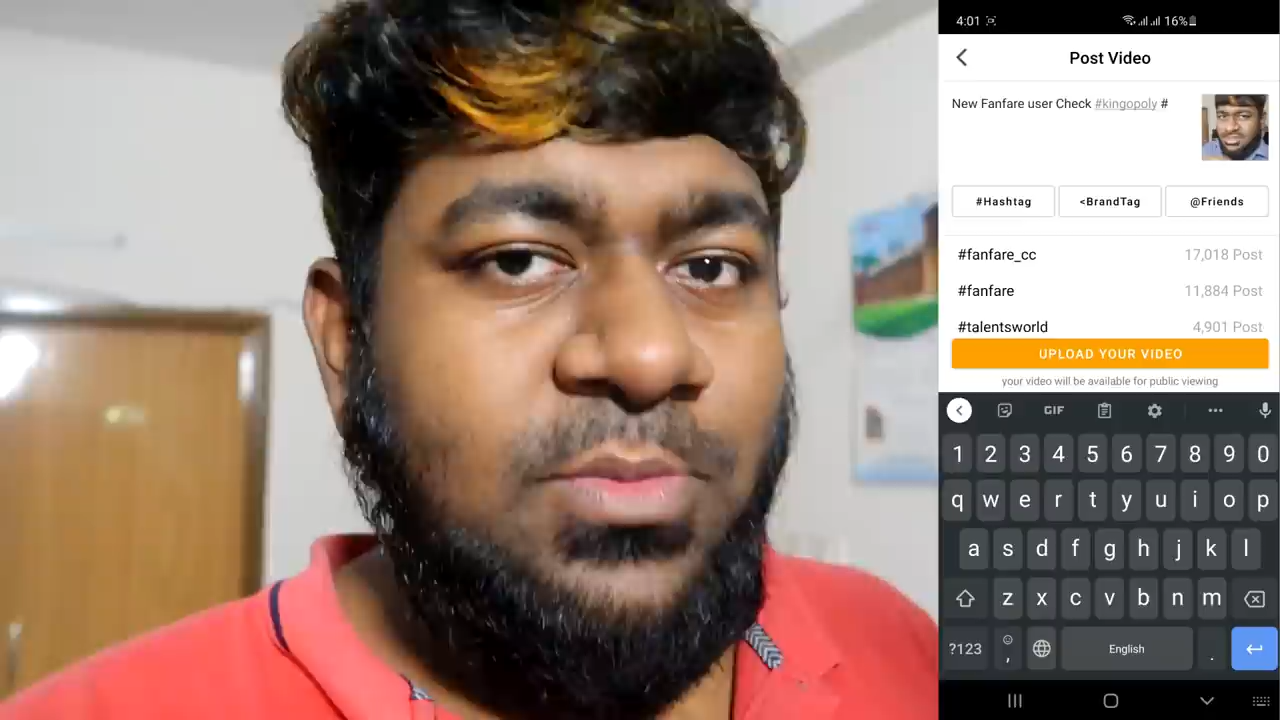 4:01
16%
Post Video
New Fanfare user Check #kingopoly #
#Hashtag
<BrandTag
@Friends
#fanfare_cc 17,018 Post
#fanfare 11,884 Post
#talentsworld 4,901 Post
UPLOAD YOUR VIDEO
your video will be available for public viewing
GIF
1 2 3 4 5 6 7 8 9 0
q w e r t y u i o p
a s d f g h j k l
z x c v b n m
?123 , English .